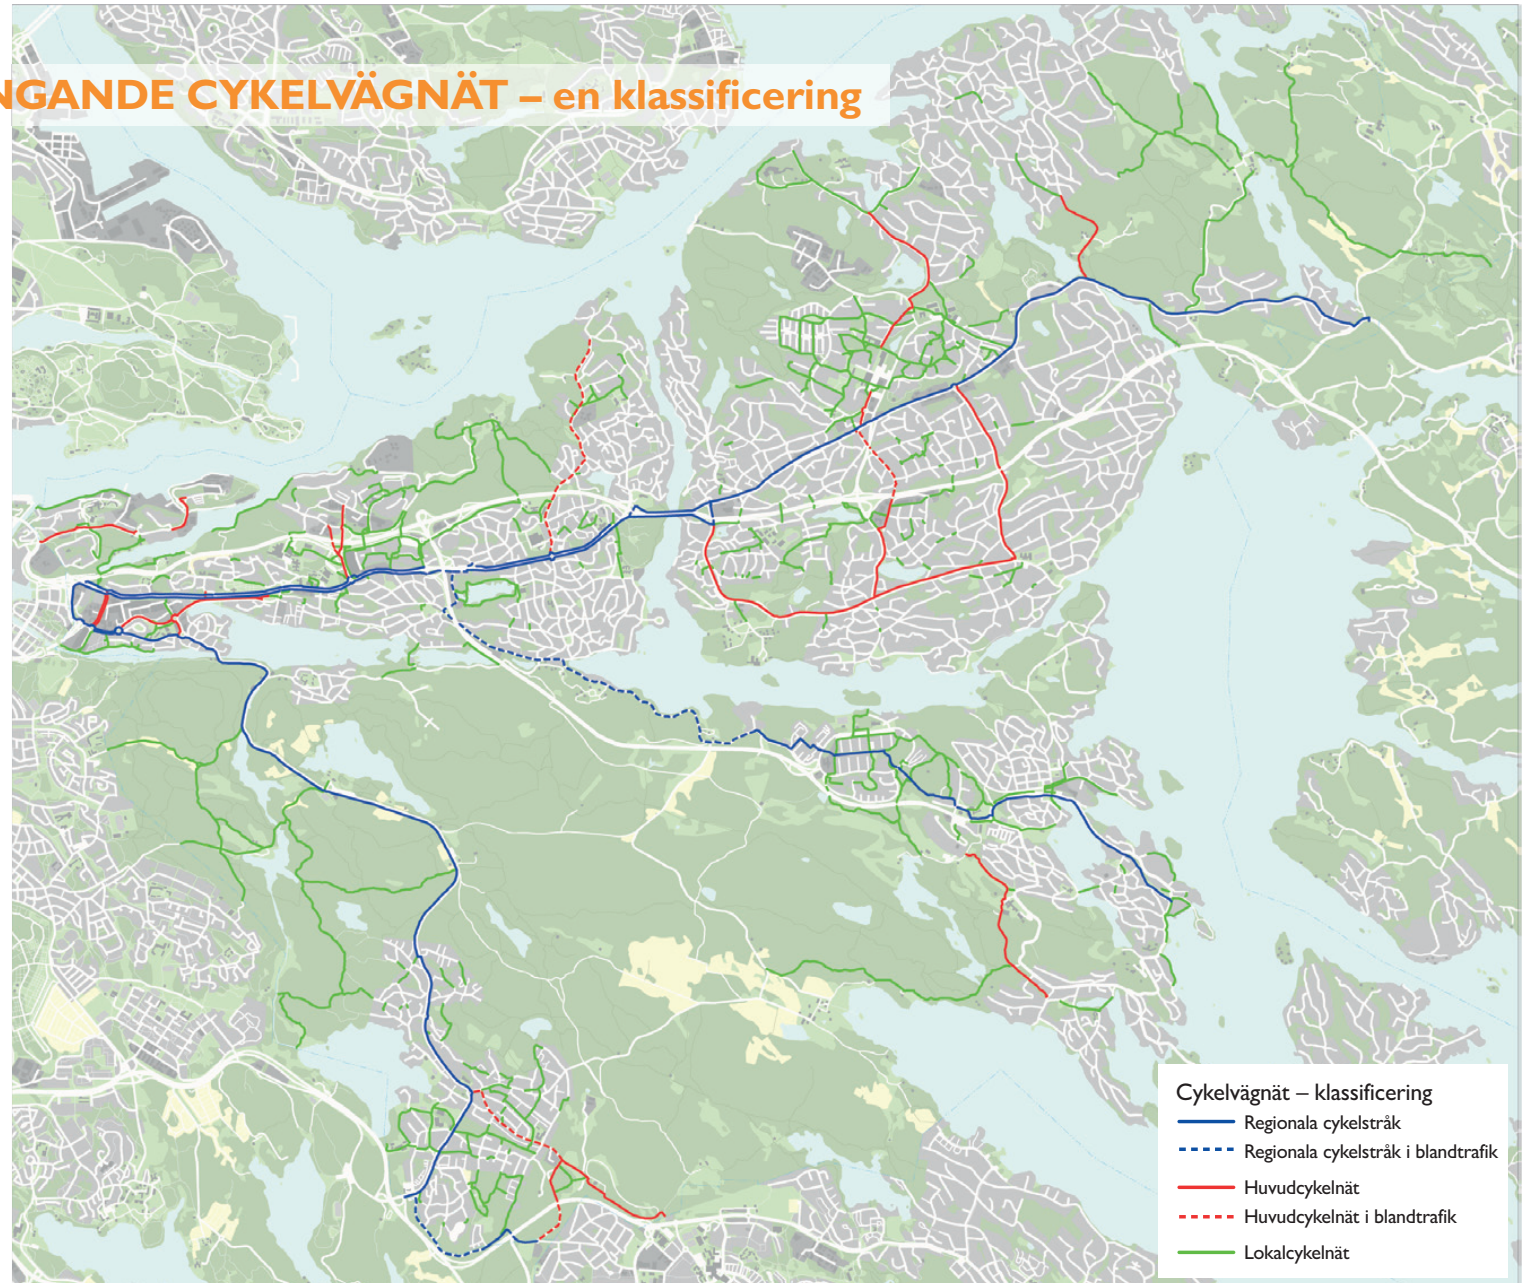 NGANDE CYKELVÄGNÄT – en klassificering
Cykelvägnät – klassificering
Regionala cykelstråk
Regionala cykelstråk i blandtrafik
Huvudcykelnät
Huvudcykelnät i blandtrafik
Lokalcykelnät